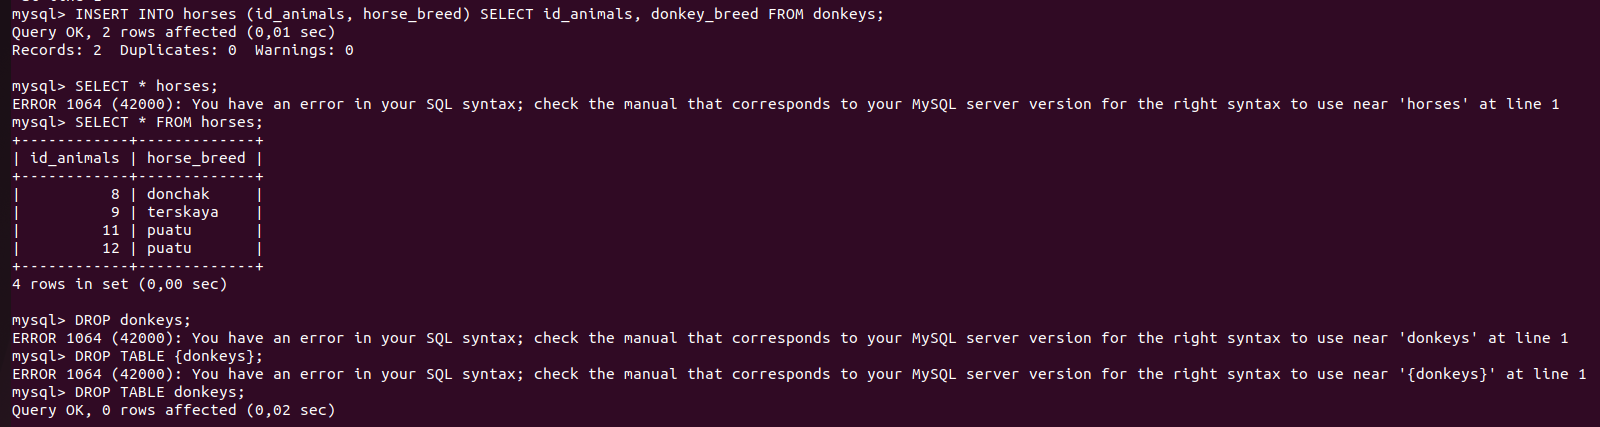 mysql> INSERT INTO horses (id_animals, horse_breed) SELECT id_animals, donkey_breed FROM donkeys;
Query OK, 2 rows affected (0,01 sec)
Records: 2  Duplicates: 0  Warnings: 0

mysql> SELECT * horses;
ERROR 1064 (42000): You have an error in your SQL syntax; check the manual that corresponds to your MySQL server version for the right syntax to use near 'horses' at line 1
mysql> SELECT * FROM horses;
+------------+-------------+
| id_animals | horse_breed |
+------------+-------------+
|          8 | donchak     |
|          9 | terskaya    |
|         11 | puatu       |
|         12 | puatu       |
+------------+-------------+
4 rows in set (0,00 sec)

mysql> DROP donkeys;
ERROR 1064 (42000): You have an error in your SQL syntax; check the manual that corresponds to your MySQL server version for the right syntax to use near 'donkeys' at line 1
mysql> DROP TABLE {donkeys};
ERROR 1064 (42000): You have an error in your SQL syntax; check the manual that corresponds to your MySQL server version for the right syntax to use near '{donkeys}' at line 1
mysql> DROP TABLE donkeys;
Query OK, 0 rows affected (0,02 sec)